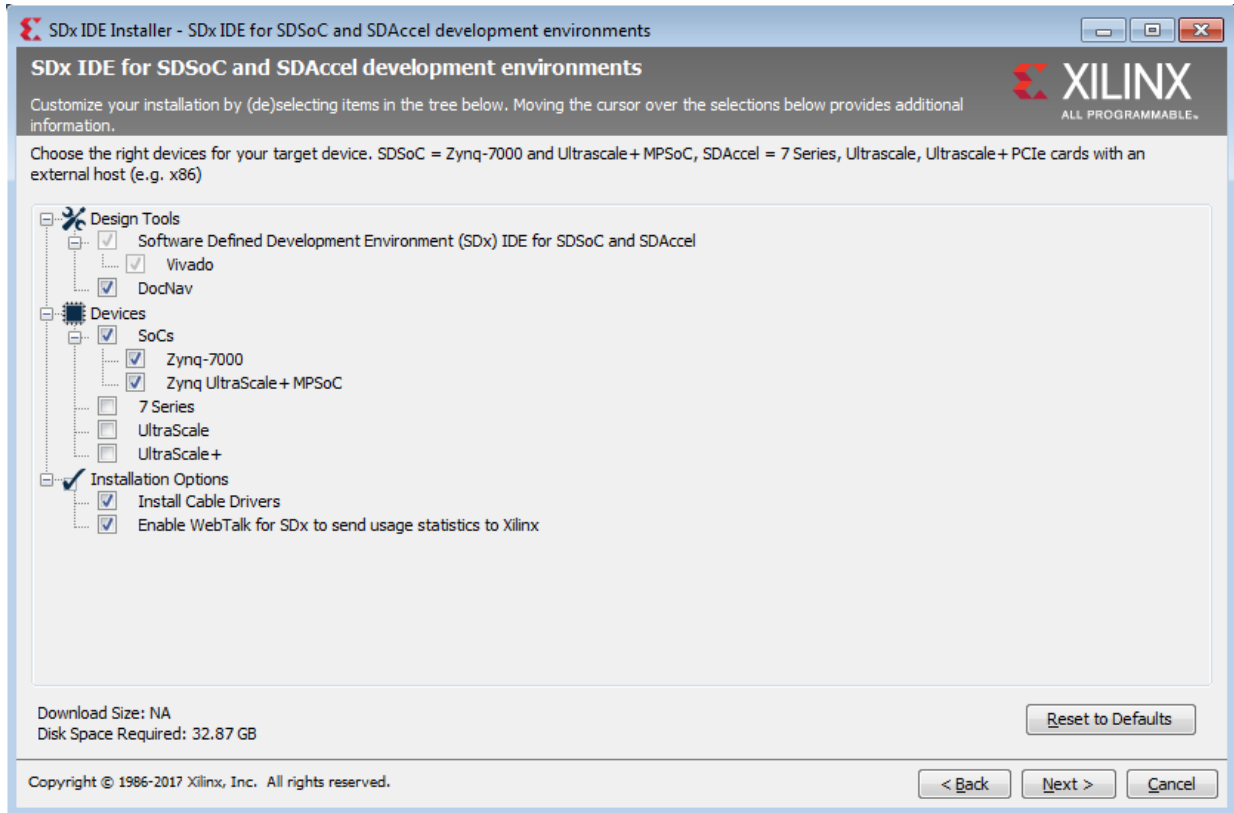 SDx IDE Installer - SDx IDE for SDSoC and SDAccel development environments
SDx IDE for SDSoC and SDAccel development environments
Customize your installation by (de)selecting items in the tree below. Moving the cursor over the selections below provides additional
information.
XILINX
ALL PROGRAMMABLE™
Choose the right devices for your target device. SDSoC = Zynq-7000 and Ultrascale+ MPSoC, SDAccel = 7 Series, Ultrascale, Ultrascale+ PCIe cards with an
external host (e.g. x86)
Design Tools
Software Defined Development Environment (SDx) IDE for SDSoC and SDAccel
Vivado
DocNav
Devices
SoCs
Zynq-7000
Zynq UltraScale+ MPSoC
7 Series
UltraScale
UltraScale+
Installation Options
Install Cable Drivers
Enable WebTalk for SDx to send usage statistics to Xilinx
Download Size: NA
Disk Space Required: 32.87 GB
Reset to Defaults
Copyright © 1986-2017 Xilinx, Inc. All rights reserved.
< Back
Next >
Cancel